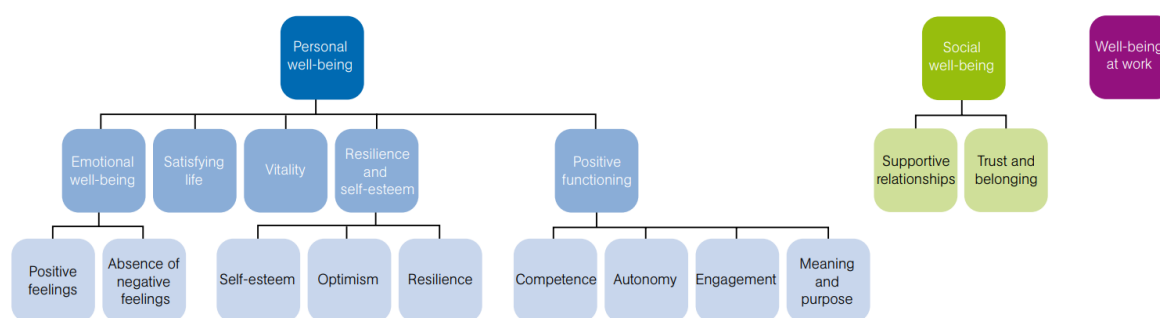 Personal
well-being
Social
well-being
Well-being
at work
Emotional
well-being
Satisfying
life
Vitality
Resilience
and
self-esteem
Positive
functioning
Supportive
relationships
Trust and
belonging
Positive
feelings
Absence of
negative
feelings
Self-esteem
Optimism
Resilience
Competence
Autonomy
Engagement
Meaning
and
purpose